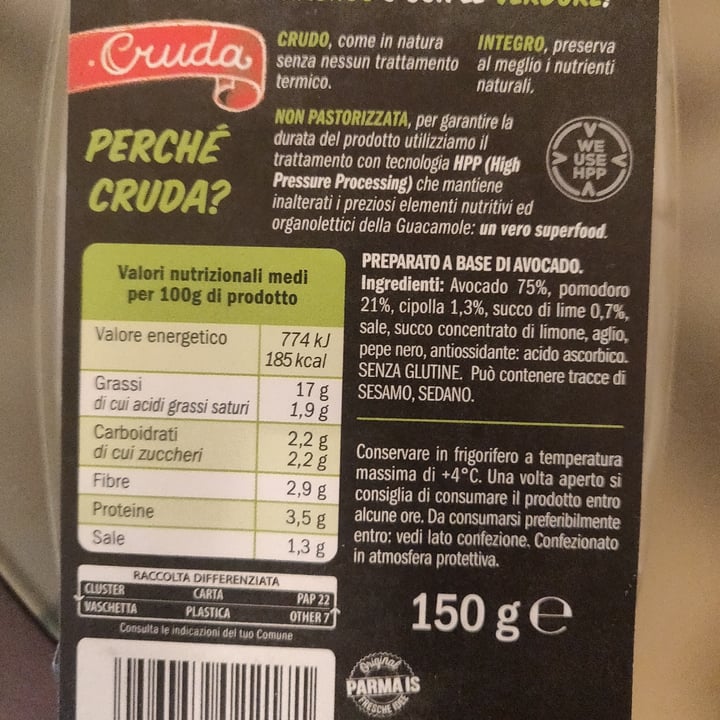 VERDURE!
Cruda
CRUDO, come in natura
senza nessun trattamento
termico.
INTEGRO, preserva
al meglio i nutrienti
naturali.
PERCHÉ
CRUDA?
NON PASTORIZZATA, per garantire la
durata del prodotto utilizziamo il
trattamento con tecnologia HPP (High
Pressure Processing) che mantiene
inalterati i preziosi elementi nutritivi ed
organolettici della Guacamole: un vero superfood.
WE
USE
HPP
Valori nutrizionali medi
per 100g di prodotto
Valore energetico 774 kJ
185 kcal
Grassi 17 g
di cui acidi grassi saturi 1,9 g
Carboidrati 2,2 g
di cui zuccheri 2,2 g
Fibre 2,9 g
Proteine 3,5 g
Sale 1,3 g
PREPARATO A BASE DI AVOCADO.
Ingredienti: Avocado 75%, pomodoro
21%, cipolla 1,3%, succo di lime 0,7%,
sale, succo concentrato di limone, aglio,
pepe nero, antiossidante: acido ascorbico.
SENZA GLUTINE. Può contenere tracce di
SESAMO, SEDANO.
Conservare in frigorifero a temperatura
massima di +4°C. Una volta aperto si
consiglia di consumare il prodotto entro
alcune ore. Da consumarsi preferibilmente
entro: vedi lato confezione. Confezionato
in atmosfera protettiva.
RACCOLTA DIFFERENZIATA
CLUSTER CARTA PAP 22
VASCHETTA PLASTICA OTHER 7
Consulta le indicazioni del tuo Comune
150 g e
Original
PARMA IS
FRESCHE IDEE